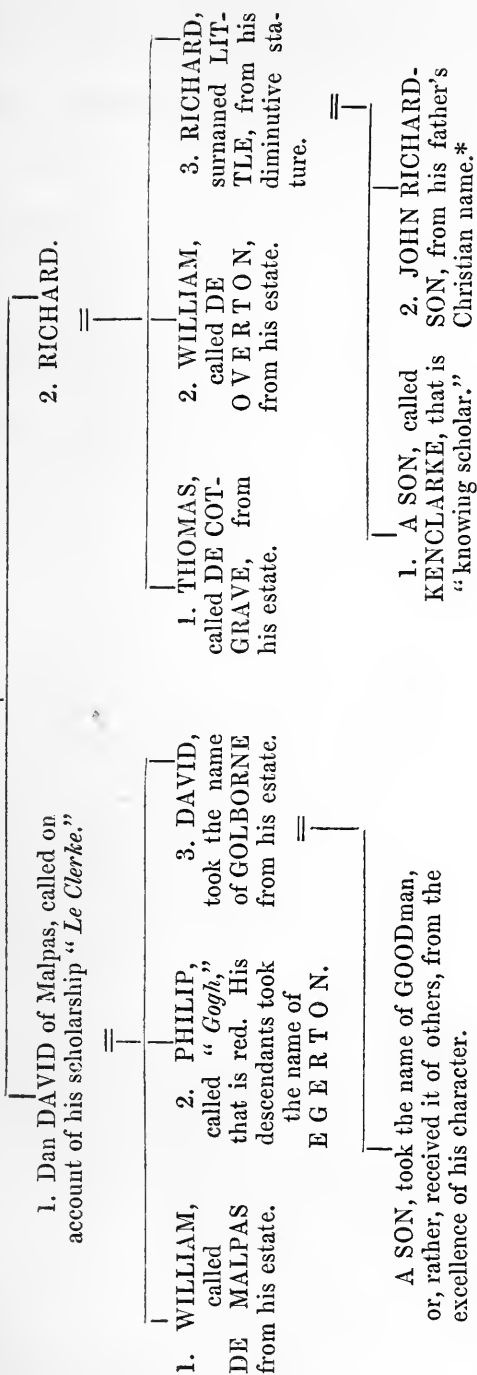 1. Dan DAVID of Malpas, called on
account of his scholarship “ Le Clerke.”
2. RICHARD.
1. WILLIAM,
called
DE MALPAS
from his estate.
2. PHILIP,
called “ Gogh,”
that is red. His
descendants took
the name of
EGERTON.
3. DAVID,
took the name
of GOLBORNE
from his estate.
1. THOMAS,
called DE COT-
GRAVE, from
his estate.
2. WILLIAM,
called DE
OVERTON,
from his estate.
3. RICHARD,
surnamed LIT-
TLE, from his
diminutive sta-
ture.
A SON, took the name of GOODman,
or, rather, received it of others, from the
excellence of his character.
1. A SON, called
KENCLARKE, that is
“ knowing scholar.”
2. JOHN RICHARD-
SON, from his father's
Christian name.*